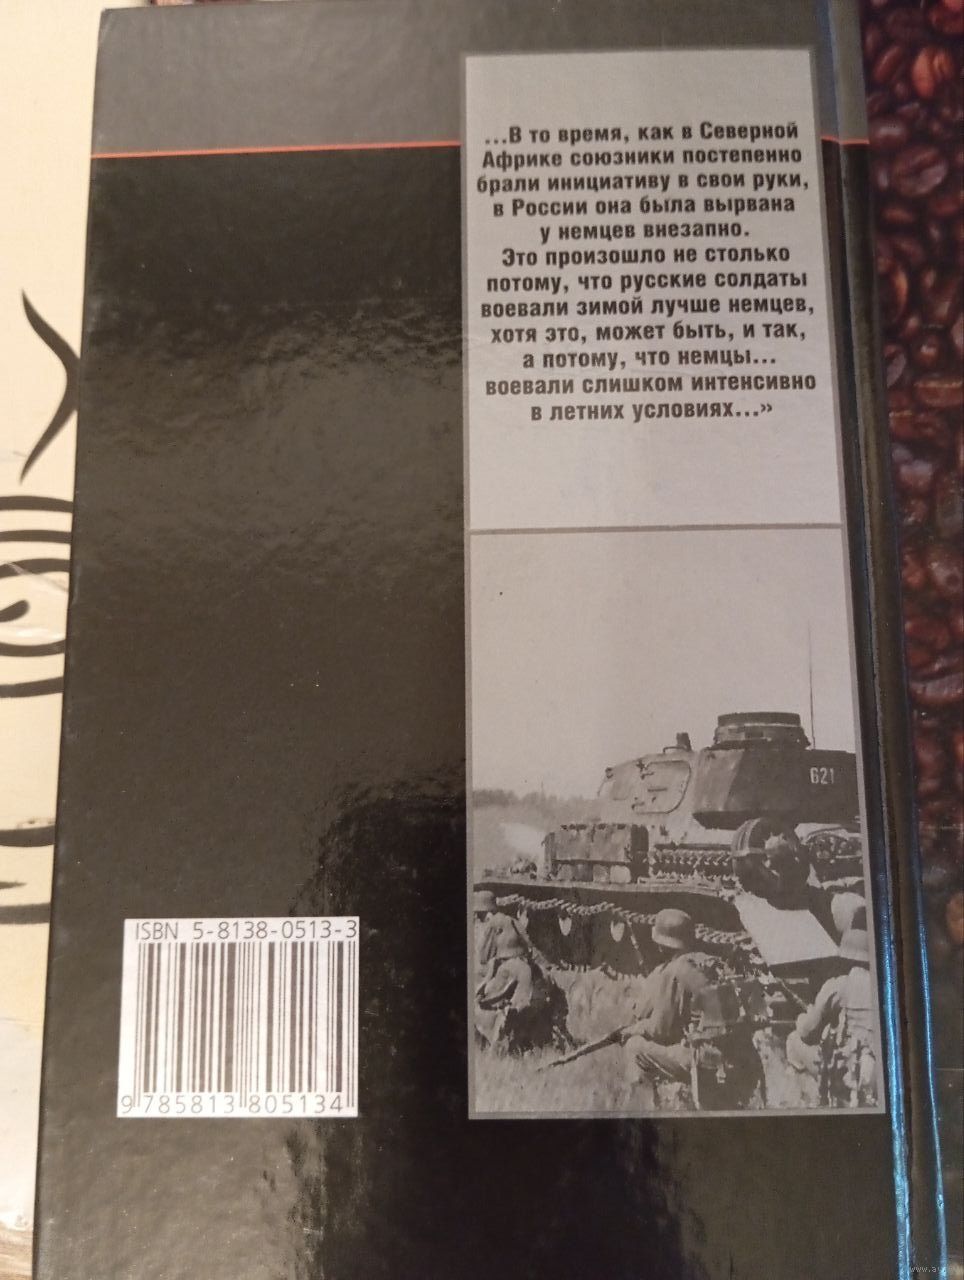 ...В то время, как в Северной
Африке союзники постепенно
брали инициативу в свои руки,
в России она была вырвана
у немцев внезапно.
Это произошло не столько
потому, что русские солдаты
воевали зимой лучше немцев,
хотя это, может быть, и так,
а потому, что немцы...
воевали слишком интенсивно
в летних условиях...»
621
ISBN 5-8138-0513-3
9 785813 805134